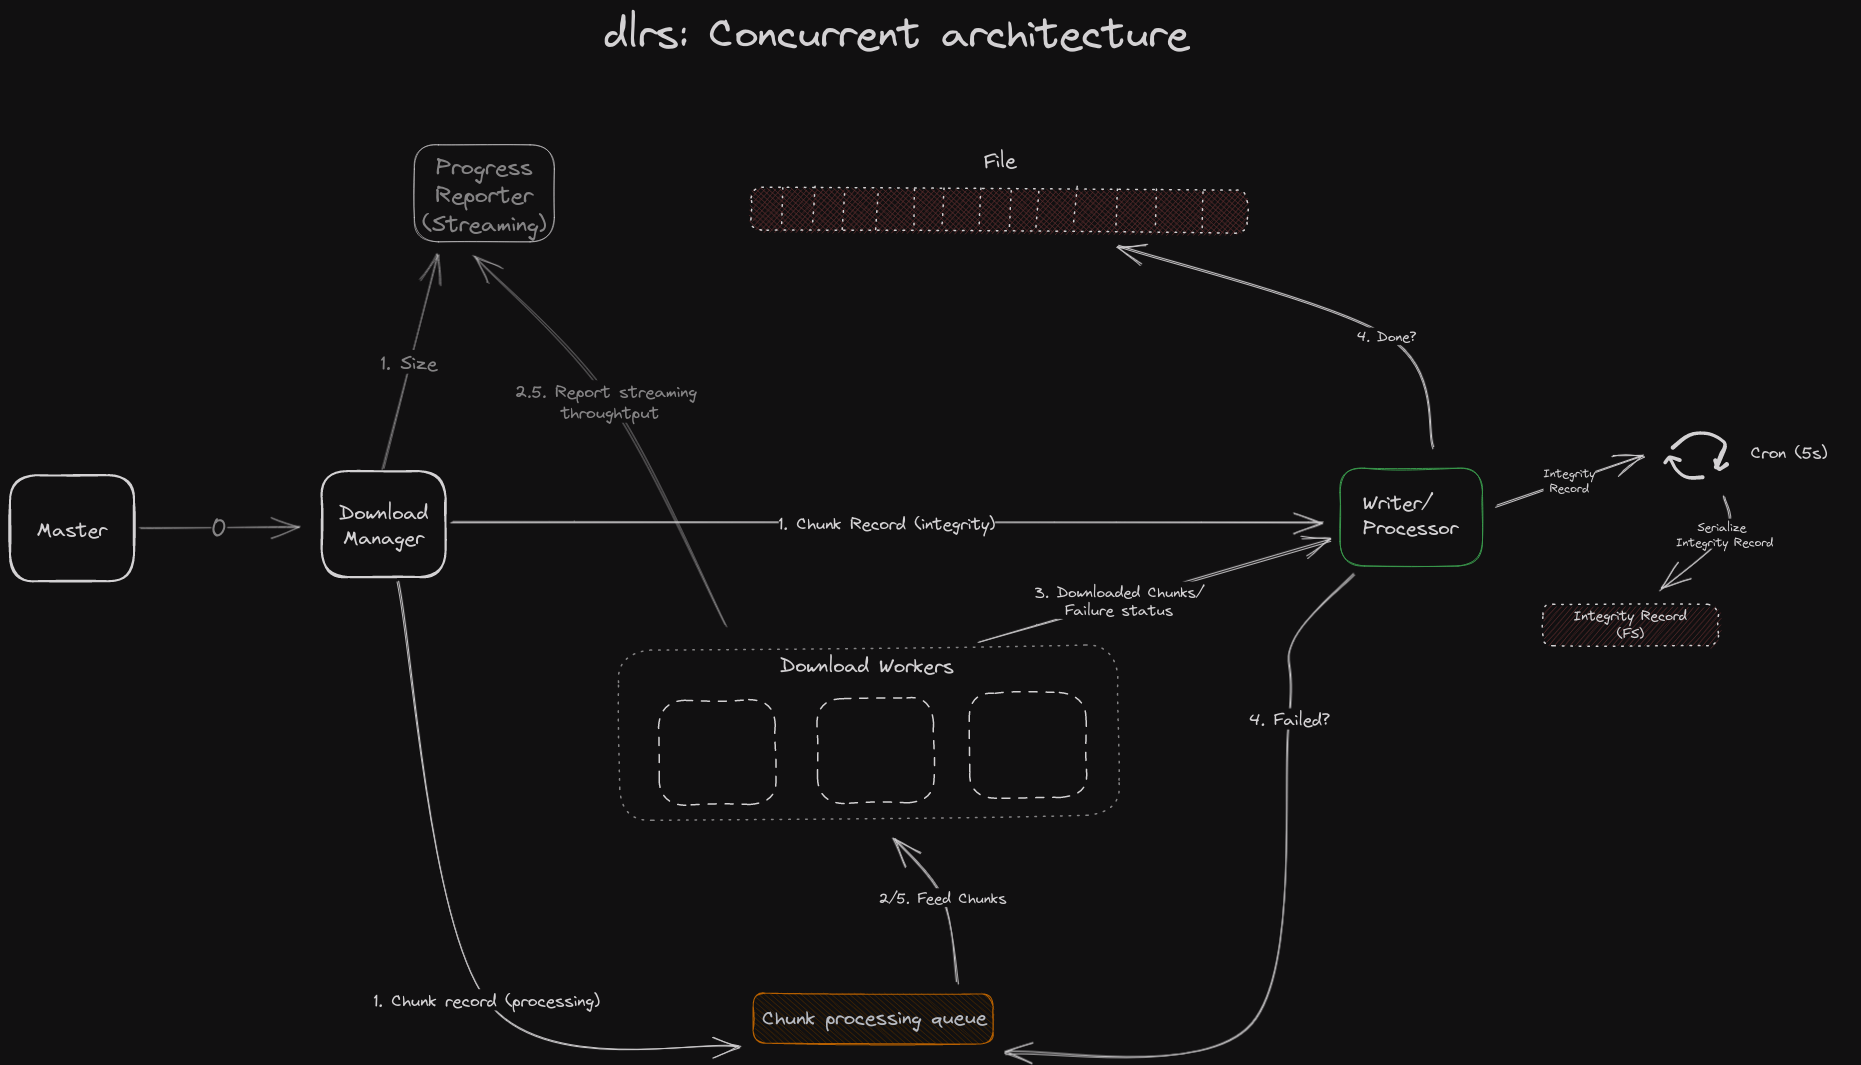 dlrs: Concurrent architecture
Progress
Reporter
(Streaming)
File
1. Size
2.5. Report streaming
throughtput
4. Done?
Master
0
Download
Manager
1. Chunk Record (integrity)
Writer/
Processor
Integrity
Record
Cron (5s)
Serialize
Integrity Record
Integrity Record
(FS)
3. Downloaded Chunks/
Failure status
Download Workers
4. Failed?
2/5. Feed Chunks
1. Chunk record (processing)
Chunk processing queue